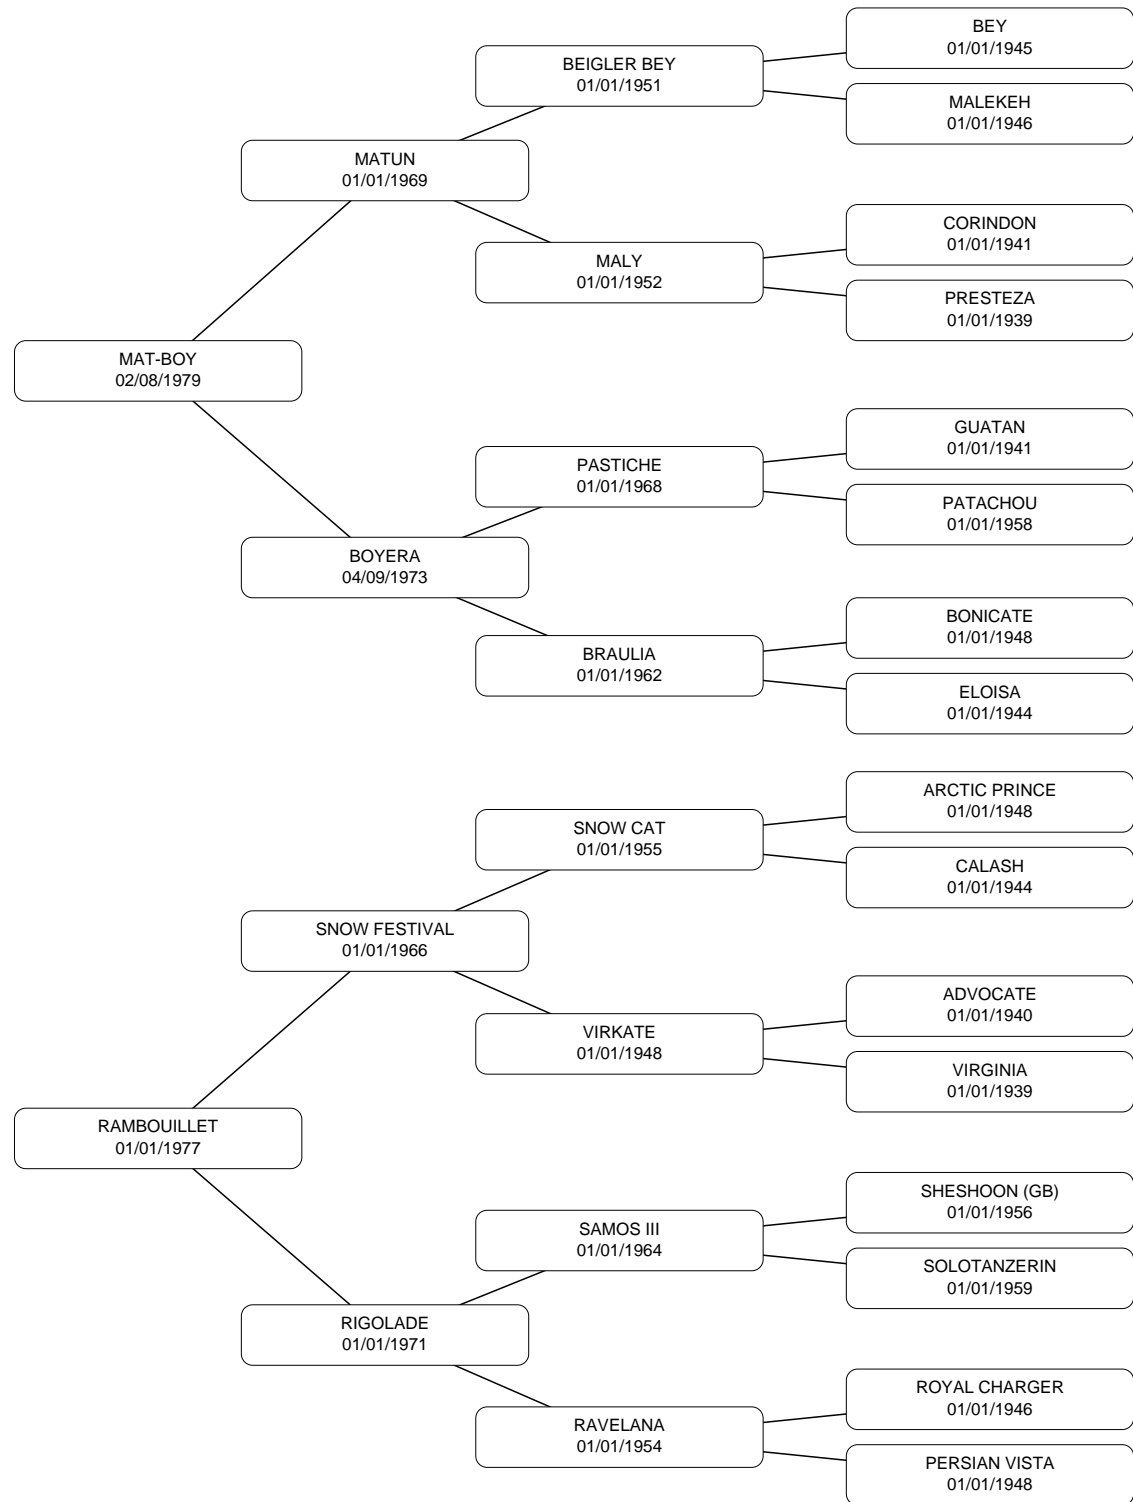 BEY
01/01/1945
BEIGLER BEY
01/01/1951
MALEKEH
01/01/1946
MATUN
01/01/1969
CORINDON
01/01/1941
MALY
01/01/1952
PRESTEZA
01/01/1939
MAT-BOY
02/08/1979
GUATAN
01/01/1941
PASTICHE
01/01/1968
PATACHOU
01/01/1958
BOYERA
04/09/1973
BONICATE
01/01/1948
BRAULIA
01/01/1962
ELOISA
01/01/1944
ARCTIC PRINCE
01/01/1948
SNOW CAT
01/01/1955
CALASH
01/01/1944
SNOW FESTIVAL
01/01/1966
ADVOCATE
01/01/1940
VIRKATE
01/01/1948
VIRGINIA
01/01/1939
RAMBOUILLET
01/01/1977
SHESHOON (GB)
01/01/1956
SAMOS III
01/01/1964
SOLOTANZERIN
01/01/1959
RIGOLADE
01/01/1971
ROYAL CHARGER
01/01/1946
RAVELANA
01/01/1954
PERSIAN VISTA
01/01/1948